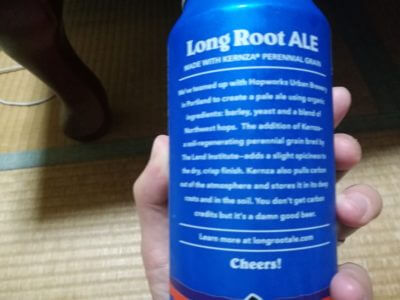 Long Root ALE
MADE WITH KERNZA® PERENNIAL GRAIN
We've teamed up with Hopworks Urban Brewery
in Portland to create a pale ale using organic
ingredients: barley, yeast and a blend of
Northwest hops. The addition of Kernza–
a soil-regenerating perennial grain bred by
The Land Institute–adds a slight spiciness to
the dry, crisp finish. Kernza also pulls carbon
out of the atmosphere and stores it in its deep
roots and in the soil. You don't get carbon
credits but it's a damn good beer.
Learn more at longrootale.com
Cheers!